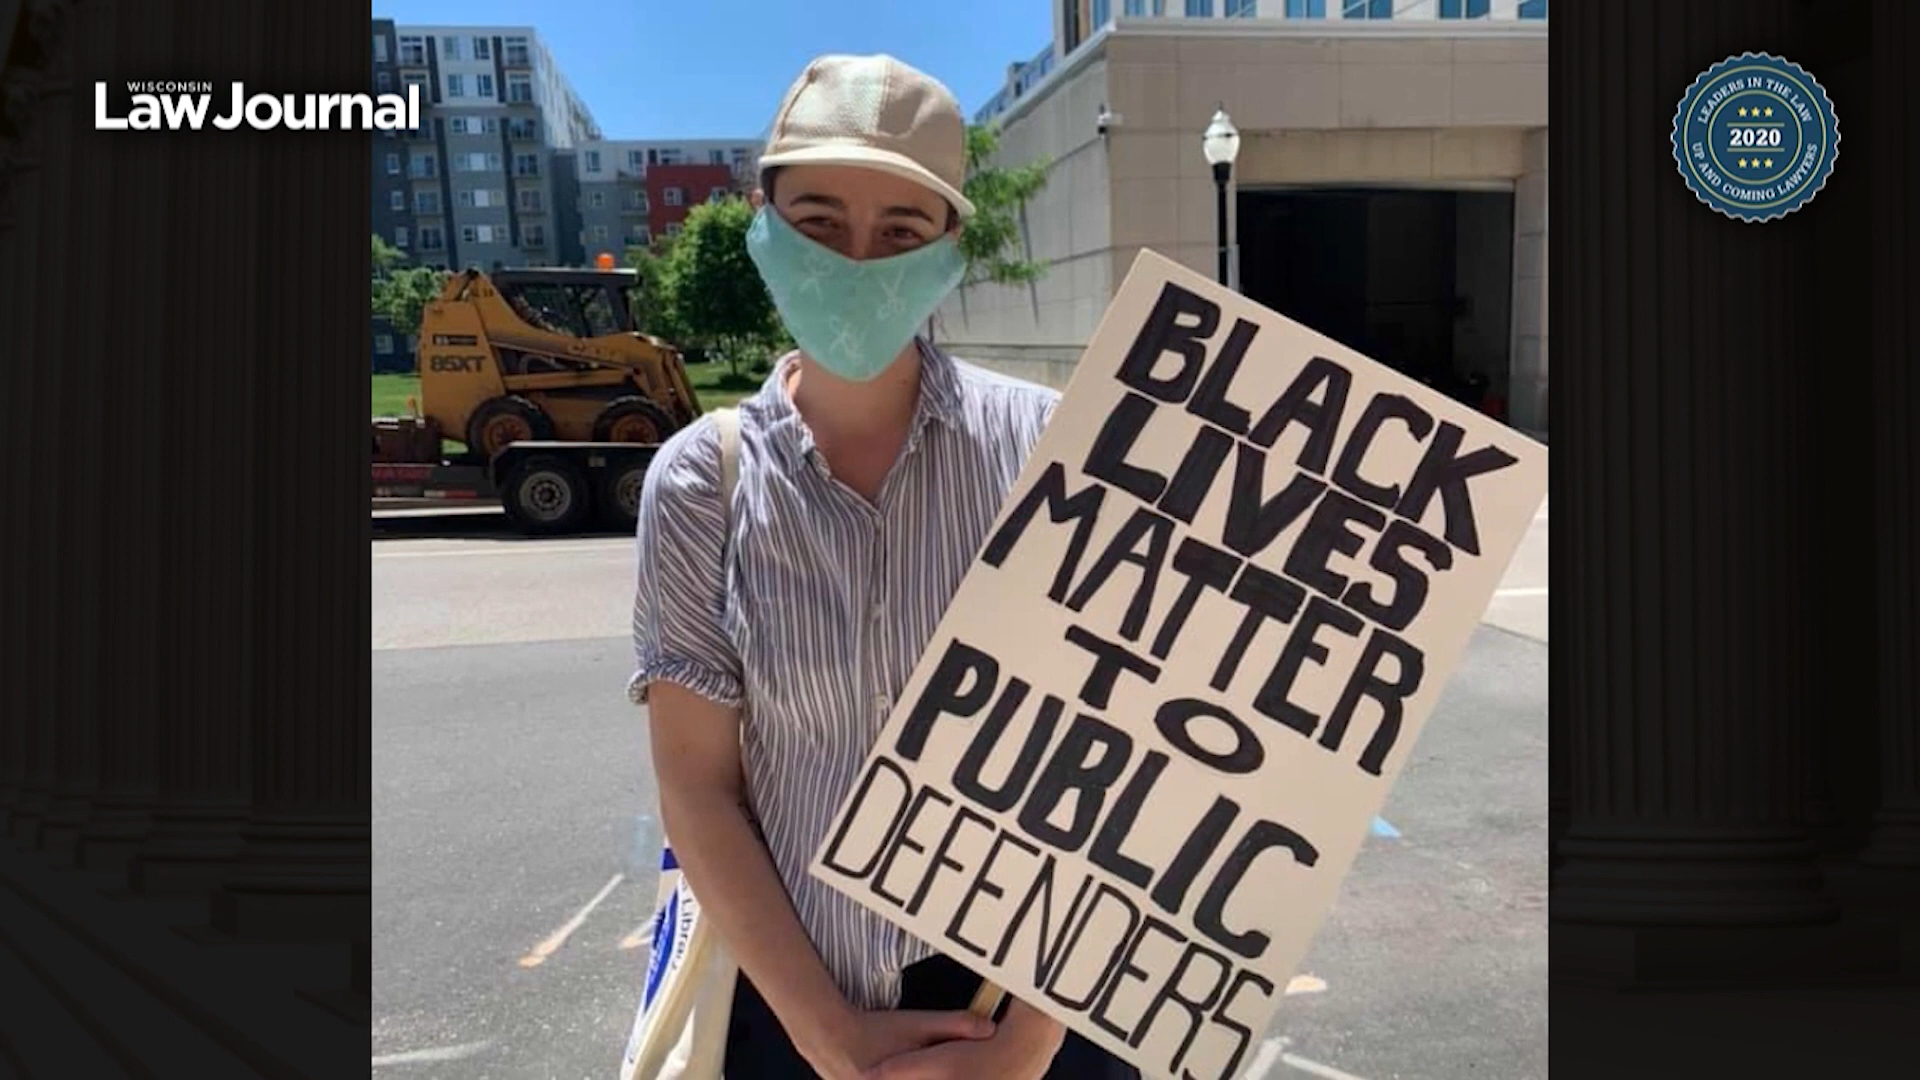 WISCONSIN
Law Journal
LEADERS IN THE LAW
2020
UP AND COMING LAWYERS
85XT
BLACK
LIVES
MATTER
TO
PUBLIC
DEFENDERS